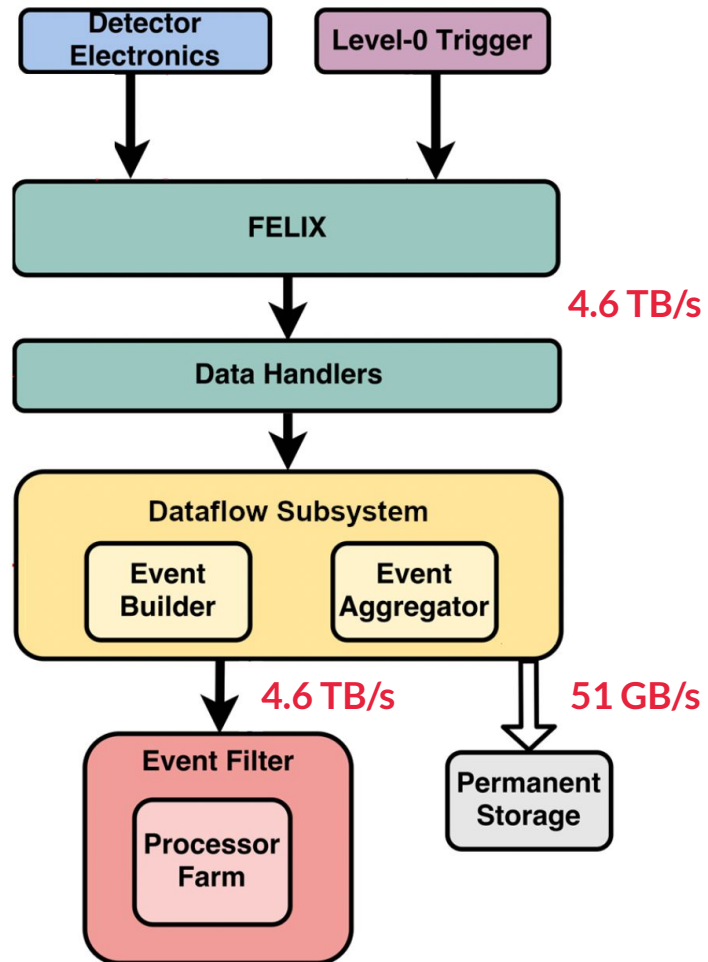 Detector
Electronics
Level-0 Trigger
FELIX
4.6 TB/s
Data Handlers
Dataflow Subsystem
Event
Builder
Event
Aggregator
4.6 TB/s
51 GB/s
Event Filter
Processor
Farm
Permanent
Storage